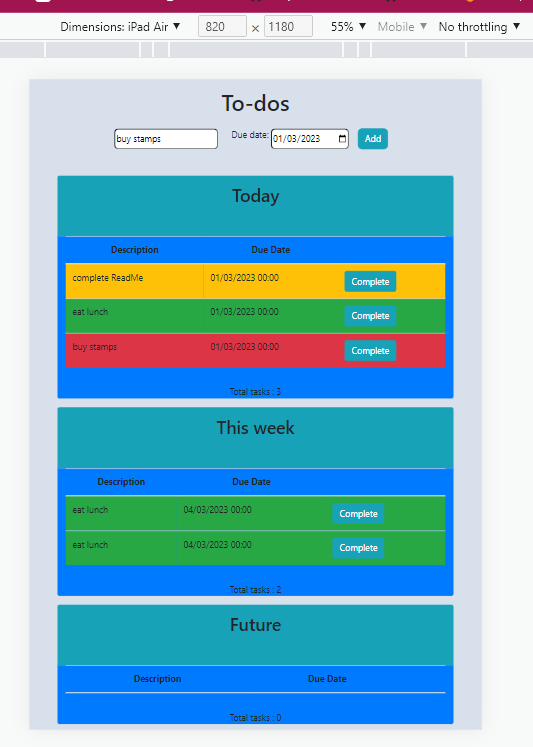 Dimensions: iPad Air ▼ 820 × 1180 55% ▼ Mobile ▼ No throttling ▼
To-dos
buy stamps Due date: 01/03/2023 Add
Today
Description Due Date
complete ReadMe 01/03/2023 00:00 Complete
eat lunch 01/03/2023 00:00 Complete
buy stamps 01/03/2023 00:00 Complete
Total tasks : 3
This week
Description Due Date
eat lunch 04/03/2023 00:00 Complete
eat lunch 04/03/2023 00:00 Complete
Total tasks : 2
Future
Description Due Date
Total tasks : 0